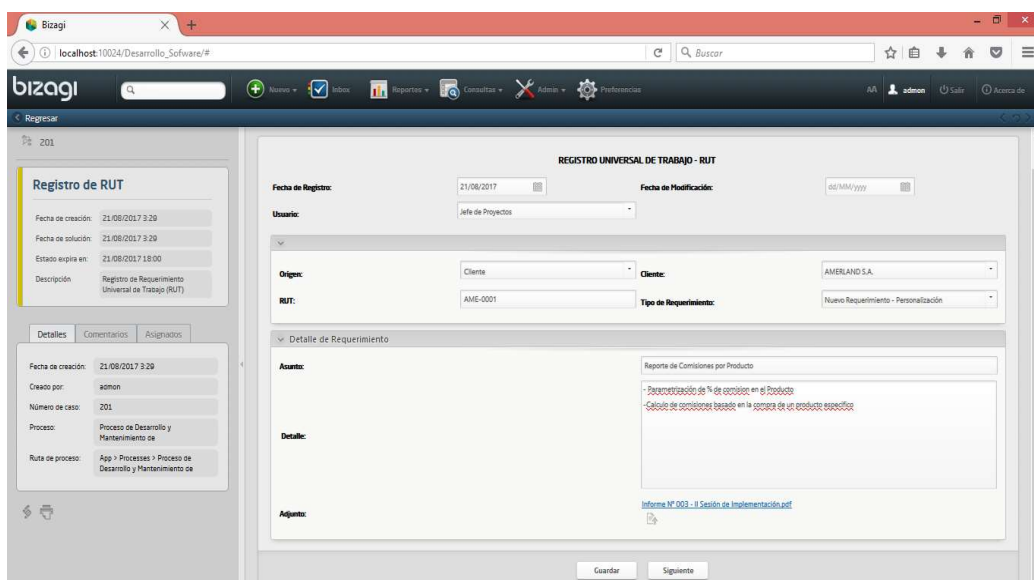 Bizagi
localhost:10024/Desarrollo_Sofware/#
Buscar
bizagi
Nuevo
Inbox
Reportes
Consultas
Admin
Preferencias
AA
admon
Salir
Acerca de
Regresar
201
Registro de RUT
Fecha de creación: 21/08/2017 3:29
Fecha de solución: 21/08/2017 3:29
Estado expira en: 21/08/2017 18:00
Descripción Registro de Requerimiento
Universal de Trabajo (RUT)
Detalles Comentarios Asignados
Fecha de creación: 21/08/2017 3:29
Creado por: admon
Número de caso: 201
Proceso: Proceso de Desarrollo y
Mantenimiento de
Ruta de proceso: App > Processes > Proceso de
Desarrollo y Mantenimiento de
REGISTRO UNIVERSAL DE TRABAJO - RUT
Fecha de Registro: 21/08/2017 Fecha de Modificación: dd/MM/yyyy
Usuario: Jefe de Proyectos
Origen: Cliente Cliente: AMERLAND S.A.
RUT: AME-0001 Tipo de Requerimiento: Nuevo Requerimiento - Personalización
Detalle de Requerimiento
Asunto: Reporte de Comisiones por Producto
Detalle:
- Parametrización de % de comision en el Producto
-Calculo de comisiones basado en la compra de un producto especifico
Adjunto: Informe N° 003 - II Sesión de Implementación.pdf
Guardar Siguiente